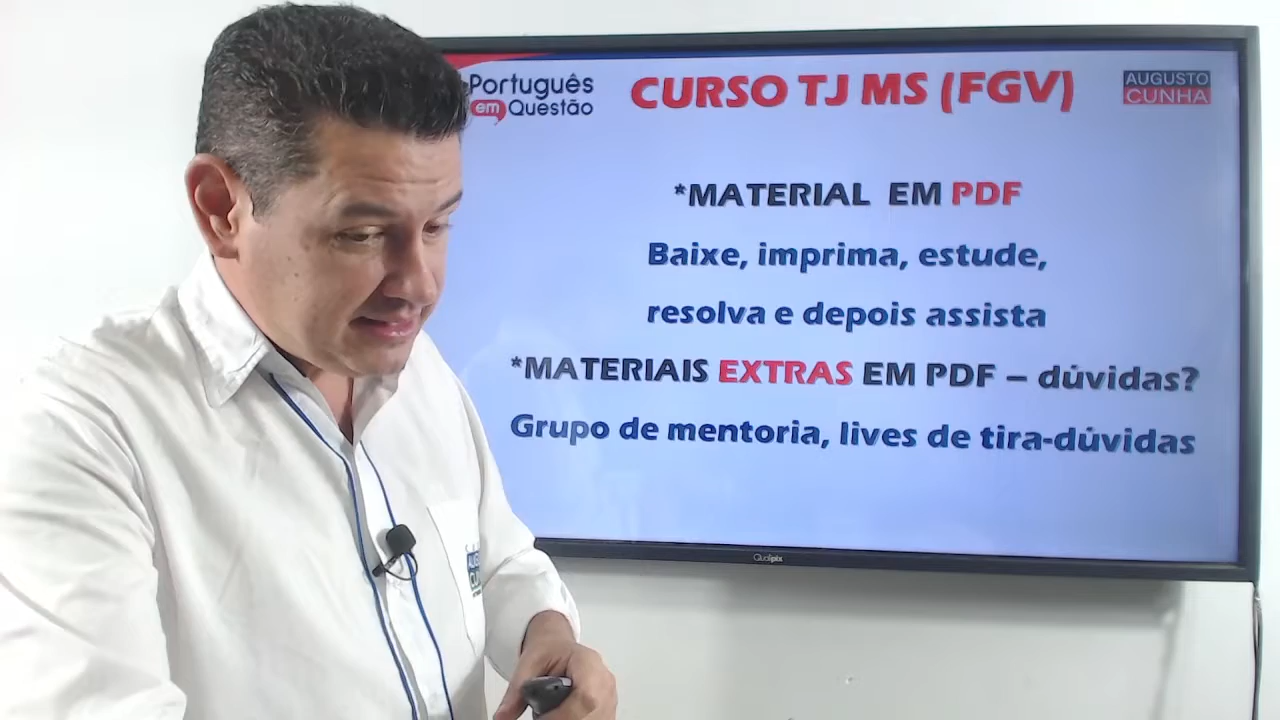 Português
em Questão
CURSO TJ MS (FGV)
AUGUSTO
CUNHA
*MATERIAL EM PDF
Baixe, imprima, estude,
resolva e depois assista
*MATERIAIS EXTRAS EM PDF – dúvidas?
Grupo de mentoria, lives de tira-dúvidas
Qualipix